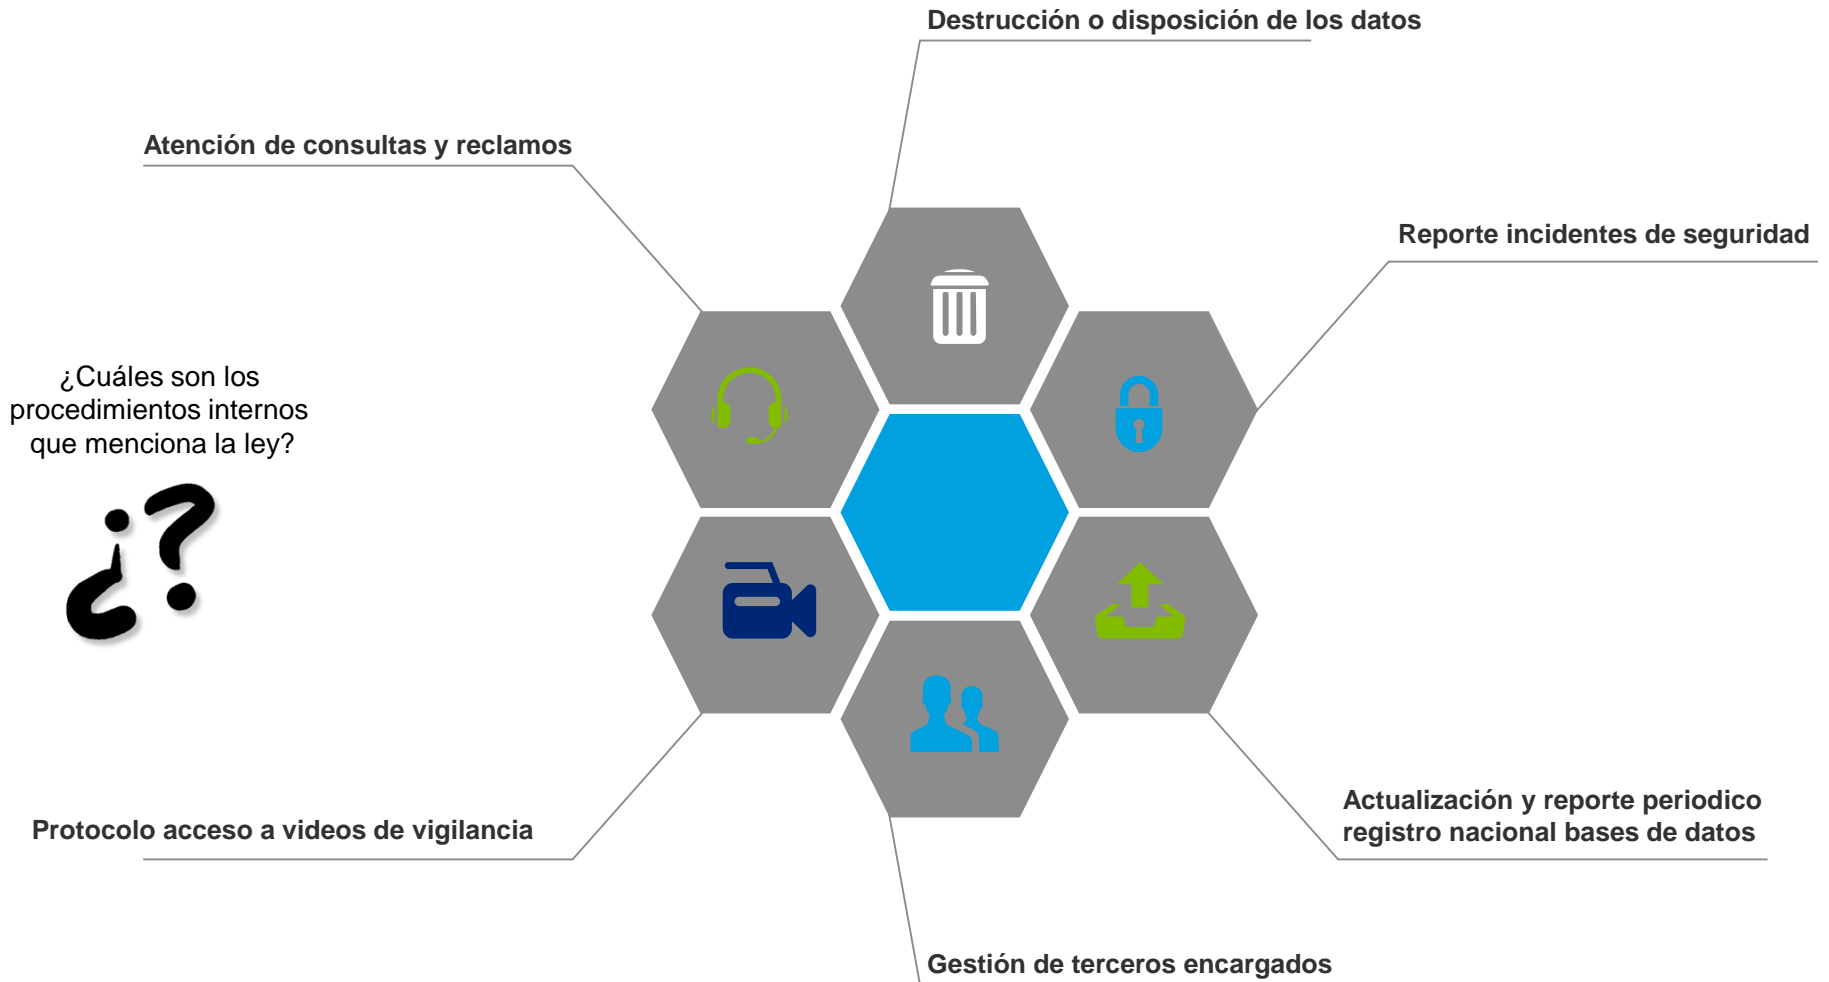 Destrucción o disposición de los datos
Atención de consultas y reclamos
Reporte incidentes de seguridad
¿Cuáles son los
procedimientos internos
que menciona la ley?
¿?
Protocolo acceso a videos de vigilancia
Actualización y reporte periodico
registro nacional bases de datos
Gestión de terceros encargados